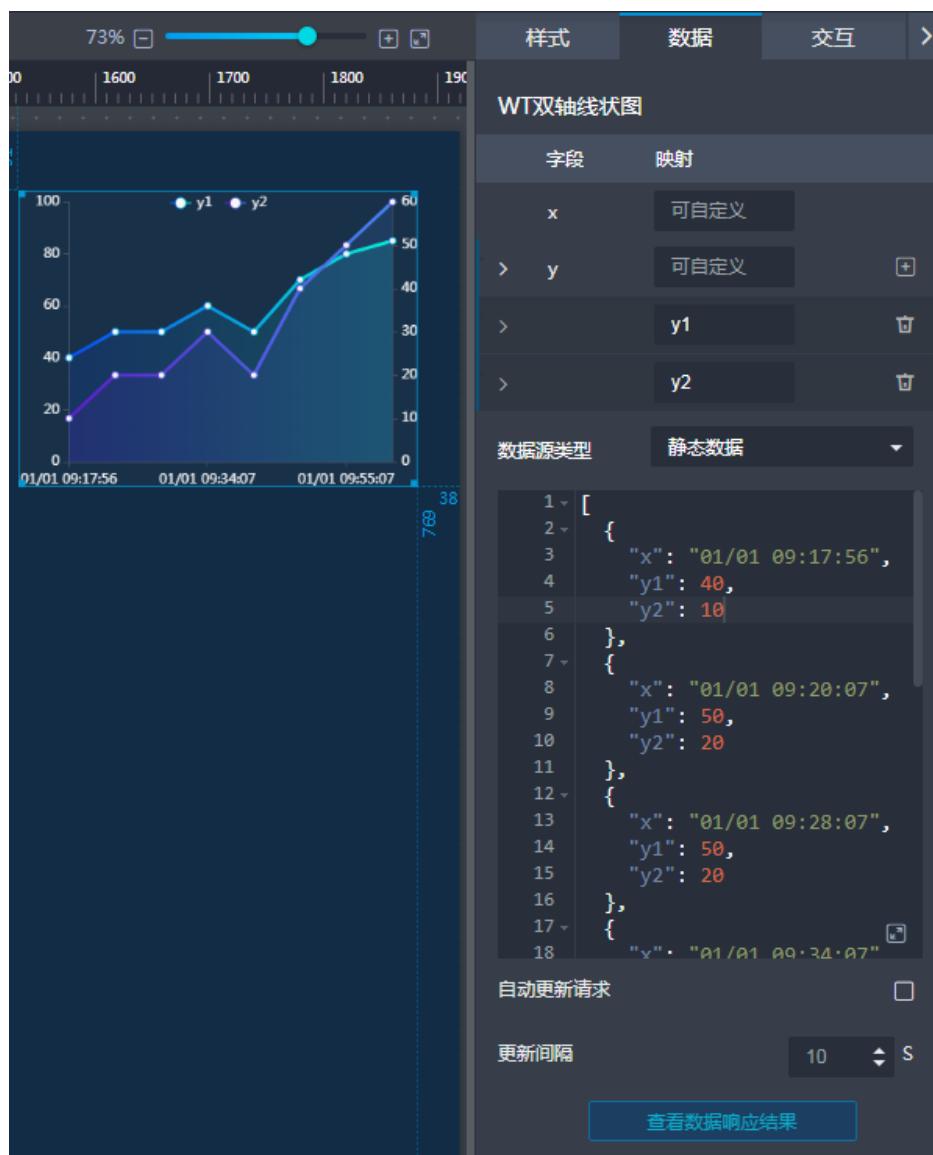 73%
样式 数据 交互
00 1600 1700 1800 190
WT双轴线状图
字段 映射
x 可自定义
y 可自定义
y1
y2
y1 y2
100 60
80 50
60 40
40 30
20 20
0 10
0
01/01 09:17:56 01/01 09:34:07 01/01 09:55:07
38
769
数据源类型 静态数据
1 [
2 {
3 "x": "01/01 09:17:56",
4 "y1": 40,
5 "y2": 10
6 },
7 {
8 "x": "01/01 09:20:07",
9 "y1": 50,
10 "y2": 20
11 },
12 {
13 "x": "01/01 09:28:07",
14 "y1": 50,
15 "y2": 20
16 },
17 {
18 "x": "01/01 09:34:07"
自动更新请求
更新间隔 10 S
查看数据响应结果